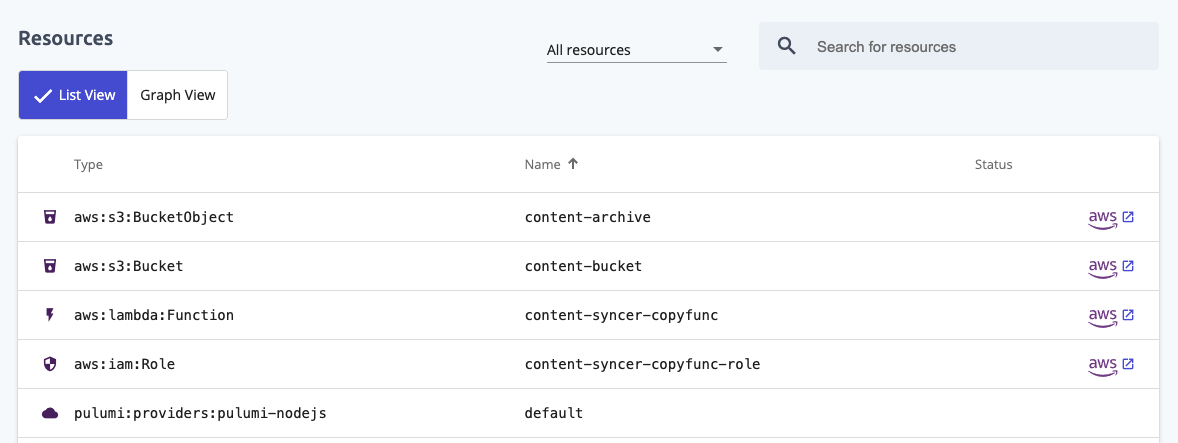 Resources
All resources
Search for resources
List View Graph View
Type Name Status
aws:s3:BucketObject content-archive aws
aws:s3:Bucket content-bucket aws
aws:lambda:Function content-syncer-copyfunc aws
aws:iam:Role content-syncer-copyfunc-role aws
pulumi:providers:pulumi-nodejs default